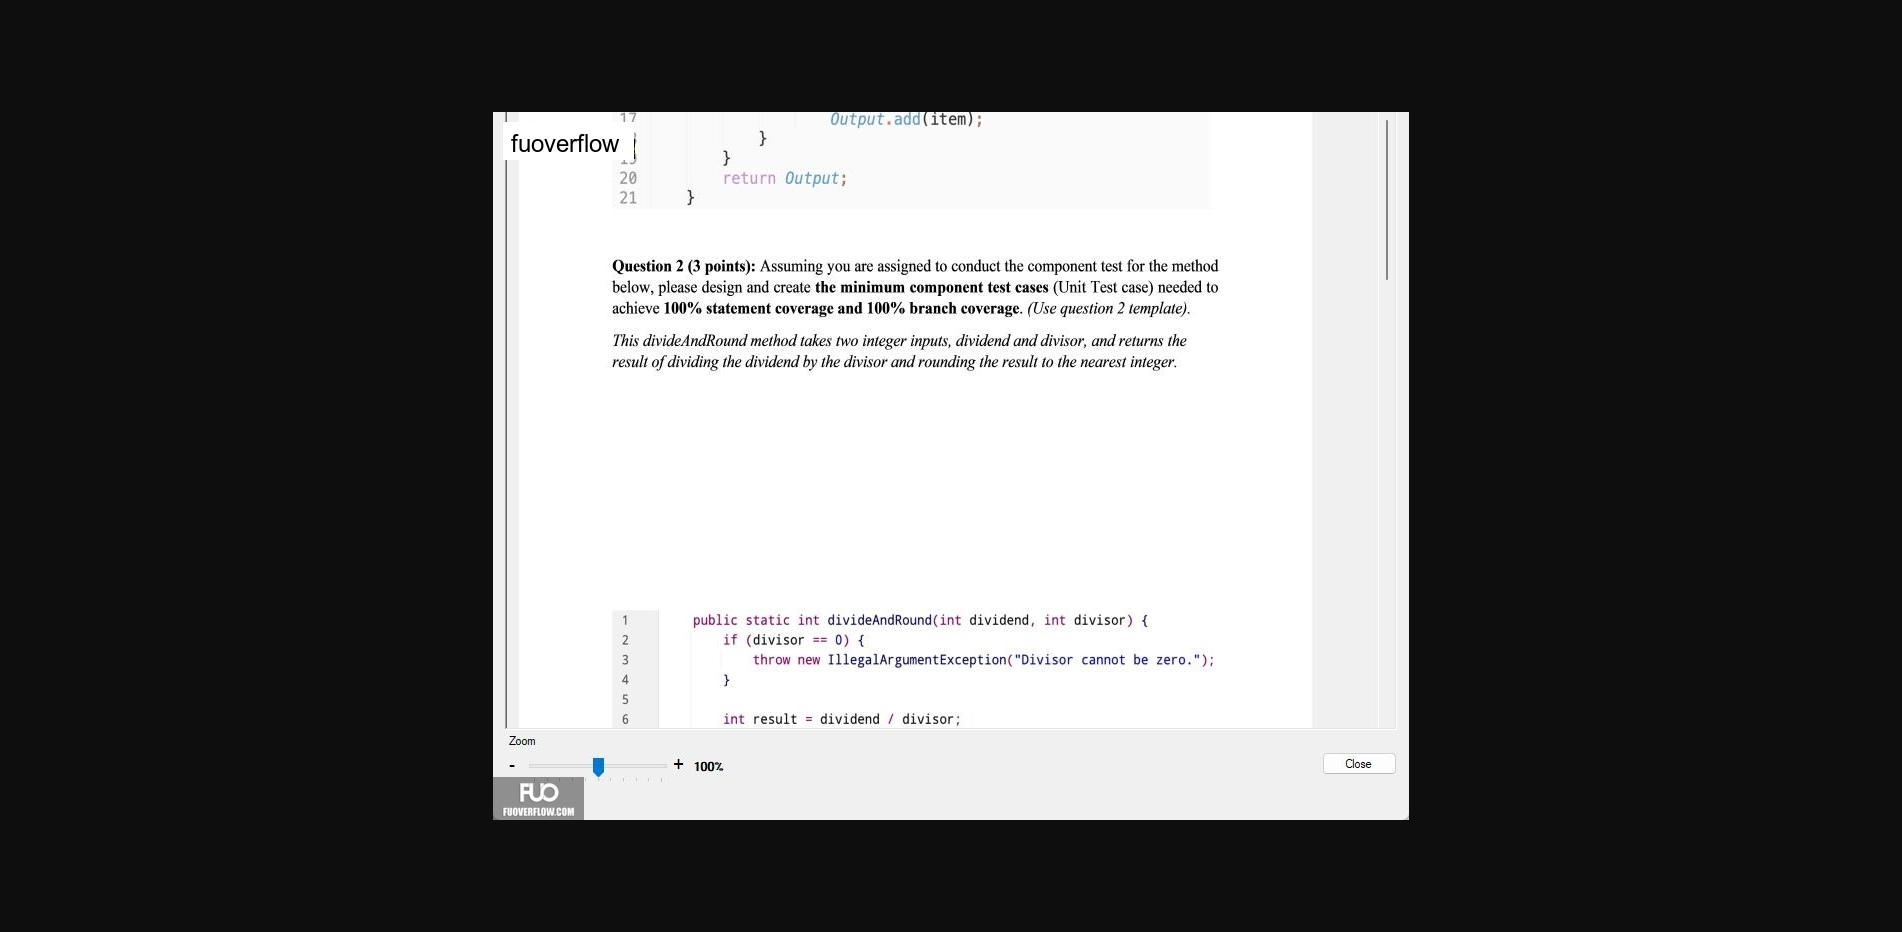 17 Output.add(item);
fuoverflow }
19 }
20 return Output;
21 }
Question 2 (3 points): Assuming you are assigned to conduct the component test for the method
below, please design and create the minimum component test cases (Unit Test case) needed to
achieve 100% statement coverage and 100% branch coverage. (Use question 2 template).
This divideAndRound method takes two integer inputs, dividend and divisor, and returns the
result of dividing the dividend by the divisor and rounding the result to the nearest integer.
1 public static int divideAndRound(int dividend, int divisor) {
2 if (divisor == 0) {
3 throw new IllegalArgumentException("Divisor cannot be zero.");
4 }
5
6 int result = dividend / divisor;
Zoom
- + 100%
Close
FUO
FUOVERFLOW.COM